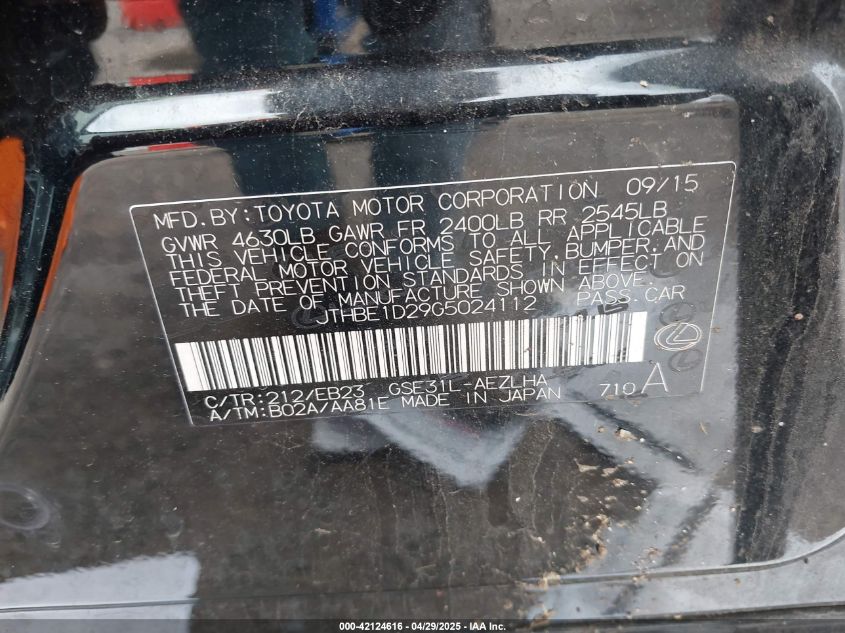 MFD. BY: TOYOTA MOTOR CORPORATION 09/15
GVWR 4630LB GAWR FR 2400LB RR 2545LB
THIS VEHICLE CONFORMS TO ALL APPLICABLE
FEDERAL MOTOR VEHICLE SAFETY, BUMPER, AND
THEFT PREVENTION STANDARDS IN EFFECT ON
THE DATE OF MANUFACTURE SHOWN ABOVE.
JTHBE1D29G5024112 PASS. CAR
C/TR: 212/EB23 GSE31L-AEZLHA 710 A
A/TM: B02A/AA81E MADE IN JAPAN
000-42124616 - 04/29/2025 - IAA Inc.